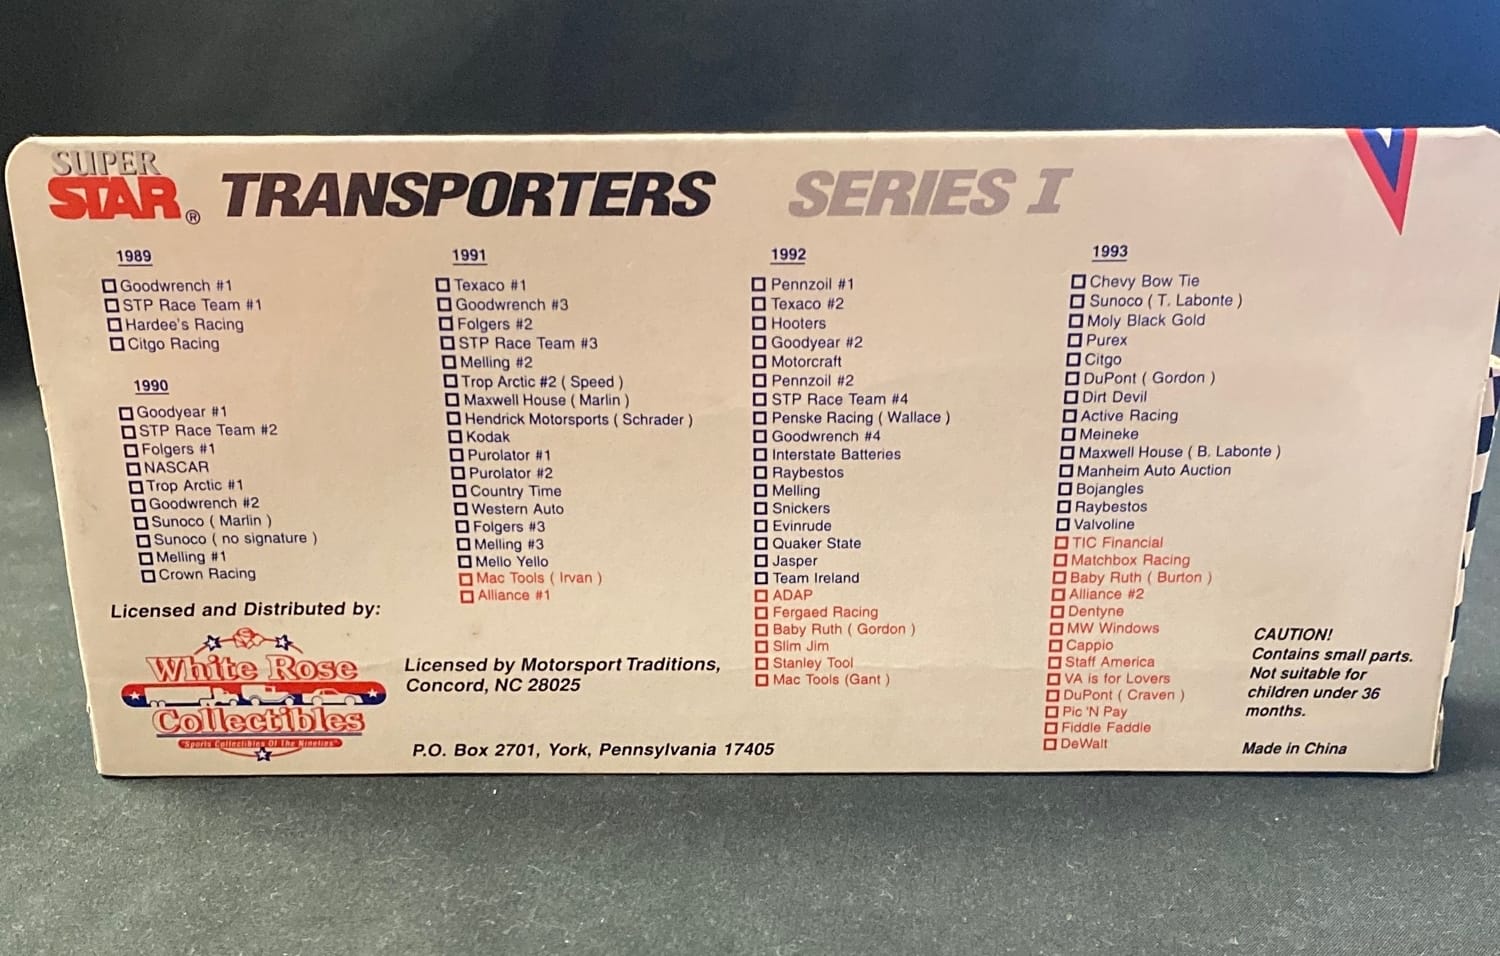 SUPER
STAR®
TRANSPORTERS SERIES I
1989
Goodwrench #1
STP Race Team #1
Hardee's Racing
Citgo Racing
1990
Goodyear #1
STP Race Team #2
Folgers #1
NASCAR
Trop Arctic #1
Goodwrench #2
Sunoco ( Marlin )
Sunoco ( no signature )
Melling #1
Crown Racing
1991
Texaco #1
Goodwrench #3
Folgers #2
STP Race Team #3
Melling #2
Trop Arctic #2 ( Speed )
Maxwell House ( Marlin )
Hendrick Motorsports ( Schrader )
Kodak
Purolator #1
Purolator #2
Country Time
Western Auto
Folgers #3
Melling #3
Mello Yello
Mac Tools ( Irvan )
Alliance #1
1992
Pennzoil #1
Texaco #2
Hooters
Goodyear #2
Motorcraft
Pennzoil #2
STP Race Team #4
Penske Racing ( Wallace )
Goodwrench #4
Interstate Batteries
Raybestos
Melling
Snickers
Evinrude
Quaker State
Jasper
Team Ireland
ADAP
Fergaed Racing
Baby Ruth ( Gordon )
Slim Jim
Stanley Tool
Mac Tools (Gant )
1993
Chevy Bow Tie
Sunoco ( T. Labonte )
Moly Black Gold
Purex
Citgo
DuPont ( Gordon )
Dirt Devil
Active Racing
Meineke
Maxwell House ( B. Labonte )
Manheim Auto Auction
Bojangles
Raybestos
Valvoline
TIC Financial
Matchbox Racing
Baby Ruth ( Burton )
Alliance #2
Dentyne
MW Windows
Cappio
Staff America
VA is for Lovers
DuPont ( Craven )
Pic 'N Pay
Fiddle Faddle
DeWalt
Licensed and Distributed by:
White Rose
Collectibles
"Sports Collectibles Of The Nineties"
Licensed by Motorsport Traditions,
Concord, NC 28025
P.O. Box 2701, York, Pennsylvania 17405
CAUTION!
Contains small parts.
Not suitable for
children under 36
months.
Made in China